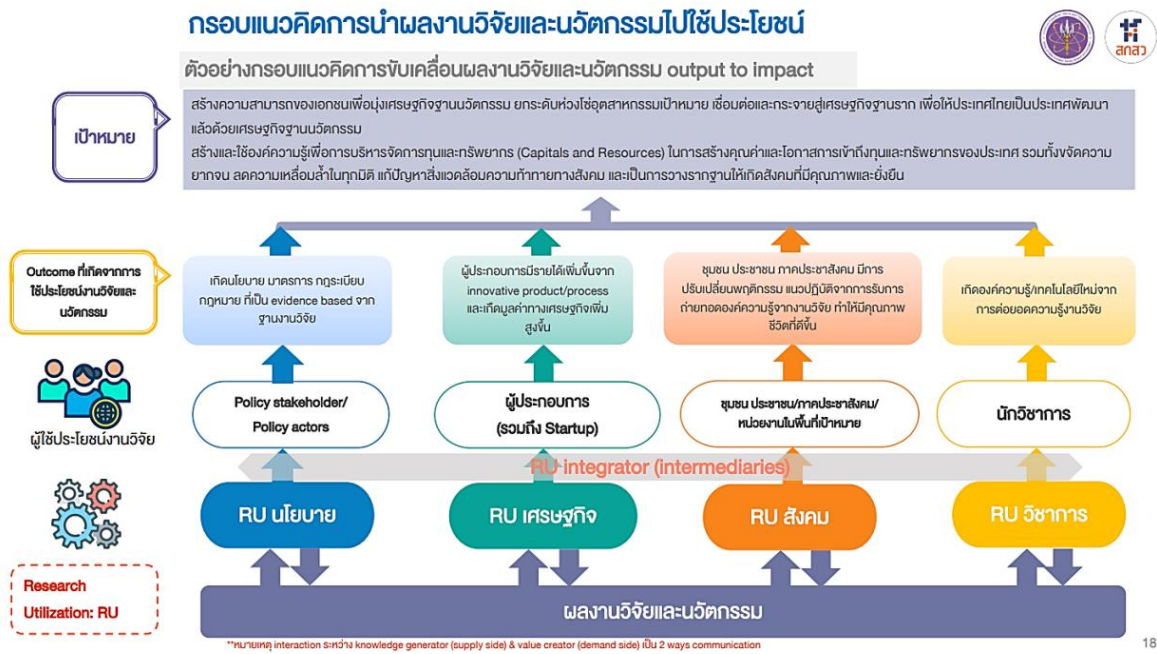 กรอบแนวคิดการนำผลงานวิจัยและนวัตกรรมไปใช้ประโยชน์
สกสว
ตัวอย่างกรอบแนวคิดการขับเคลื่อนผลงานวิจัยและนวัตกรรม output to impact
เป้าหมาย
สร้างความสามารถของเอกชนเพื่อมุ่งเศรษฐกิจฐานนวัตกรรม ยกระดับห่วงโซ่อุตสาหกรรมเป้าหมาย เชื่อมต่อและกระจายสู่เศรษฐกิจฐานราก เพื่อให้ประเทศไทยเป็นประเทศพัฒนา
แล้วด้วยเศรษฐกิจฐานนวัตกรรม
สร้างและใช้องค์ความรู้เพื่อการบริหารจัดการทุนและทรัพยากร (Capitals and Resources) ในการสร้างคุณค่าและโอกาสการเข้าถึงทุนและทรัพยากรของประเทศ รวมทั้งขจัดความ
ยากจน ลดความเหลื่อมล้ำในทุกมิติ แก้ปัญหาสิ่งแวดล้อมความท้าทายทางสังคม และเป็นการวางรากฐานให้เกิดสังคมที่มีคุณภาพและยั่งยืน
Outcome ที่เกิดจากการ
ใช้ประโยชน์งานวิจัยและ
นวัตกรรม
เกิดนโยบาย มาตรการ กฎระเบียบ
กฎหมาย ที่เป็น evidence based จาก
ฐานงานวิจัย
ผู้ประกอบการมีรายได้เพิ่มขึ้นจาก
innovative product/process
และเกิดมูลค่าทางเศรษฐกิจเพิ่ม
สูงขึ้น
ชุมชน ประชาชน ภาคประชาสังคม มีการ
ปรับเปลี่ยนพฤติกรรม แนวปฏิบัติจากการรับการ
ถ่ายทอดองค์ความรู้จากงานวิจัย ทำให้มีคุณภาพ
ชีวิตที่ดีขึ้น
เกิดองค์ความรู้/เทคโนโลยีใหม่จาก
การต่อยอดความรู้งานวิจัย
ผู้ใช้ประโยชน์งานวิจัย
Policy stakeholder/
Policy actors
ผู้ประกอบการ
(รวมถึง Startup)
ชุมชน ประชาชน/ภาคประชาสังคม/
หน่วยงานในพื้นที่เป้าหมาย
นักวิชาการ
RU integrator (intermediaries)
RU นโยบาย
RU เศรษฐกิจ
RU สังคม
RU วิชาการ
Research
Utilization: RU
ผลงานวิจัยและนวัตกรรม
**หมายเหตุ interaction ระหว่าง knowledge generator (supply side) & value creator (demand side) เป็น 2 ways communication
18